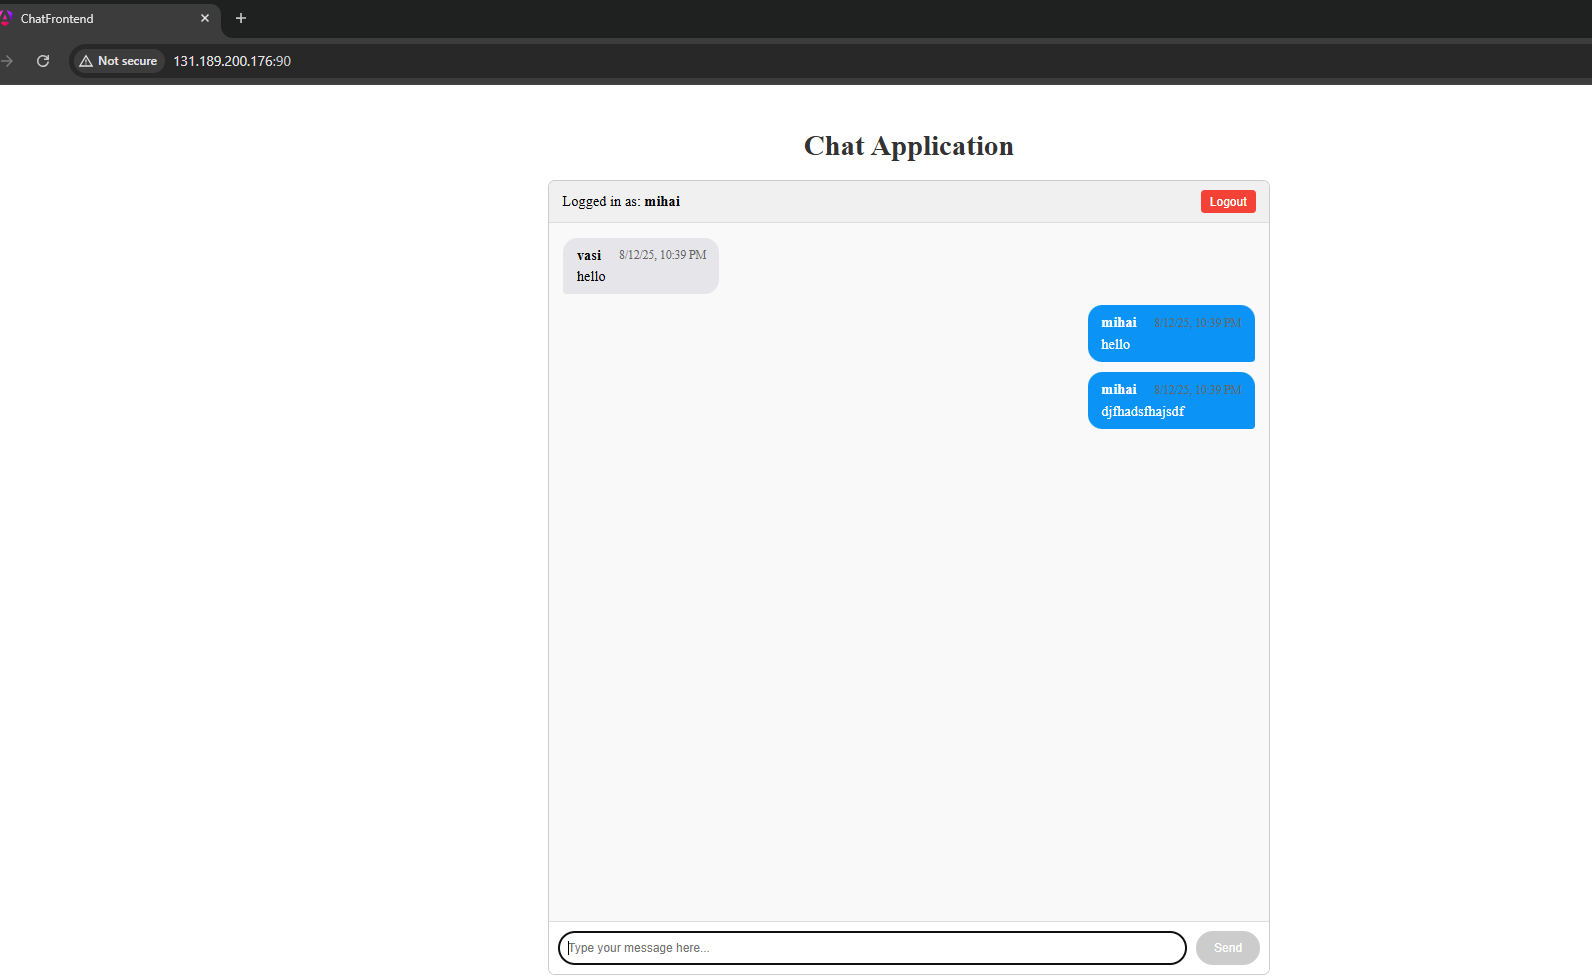 ChatFrontend
Not secure 131.189.200.176:90
Chat Application
Logged in as: mihai Logout
vasi 8/12/25, 10:39 PM
hello
mihai 8/12/25, 10:39 PM
hello
mihai 8/12/25, 10:39 PM
djfhadsfhajsdf
Type your message here... Send